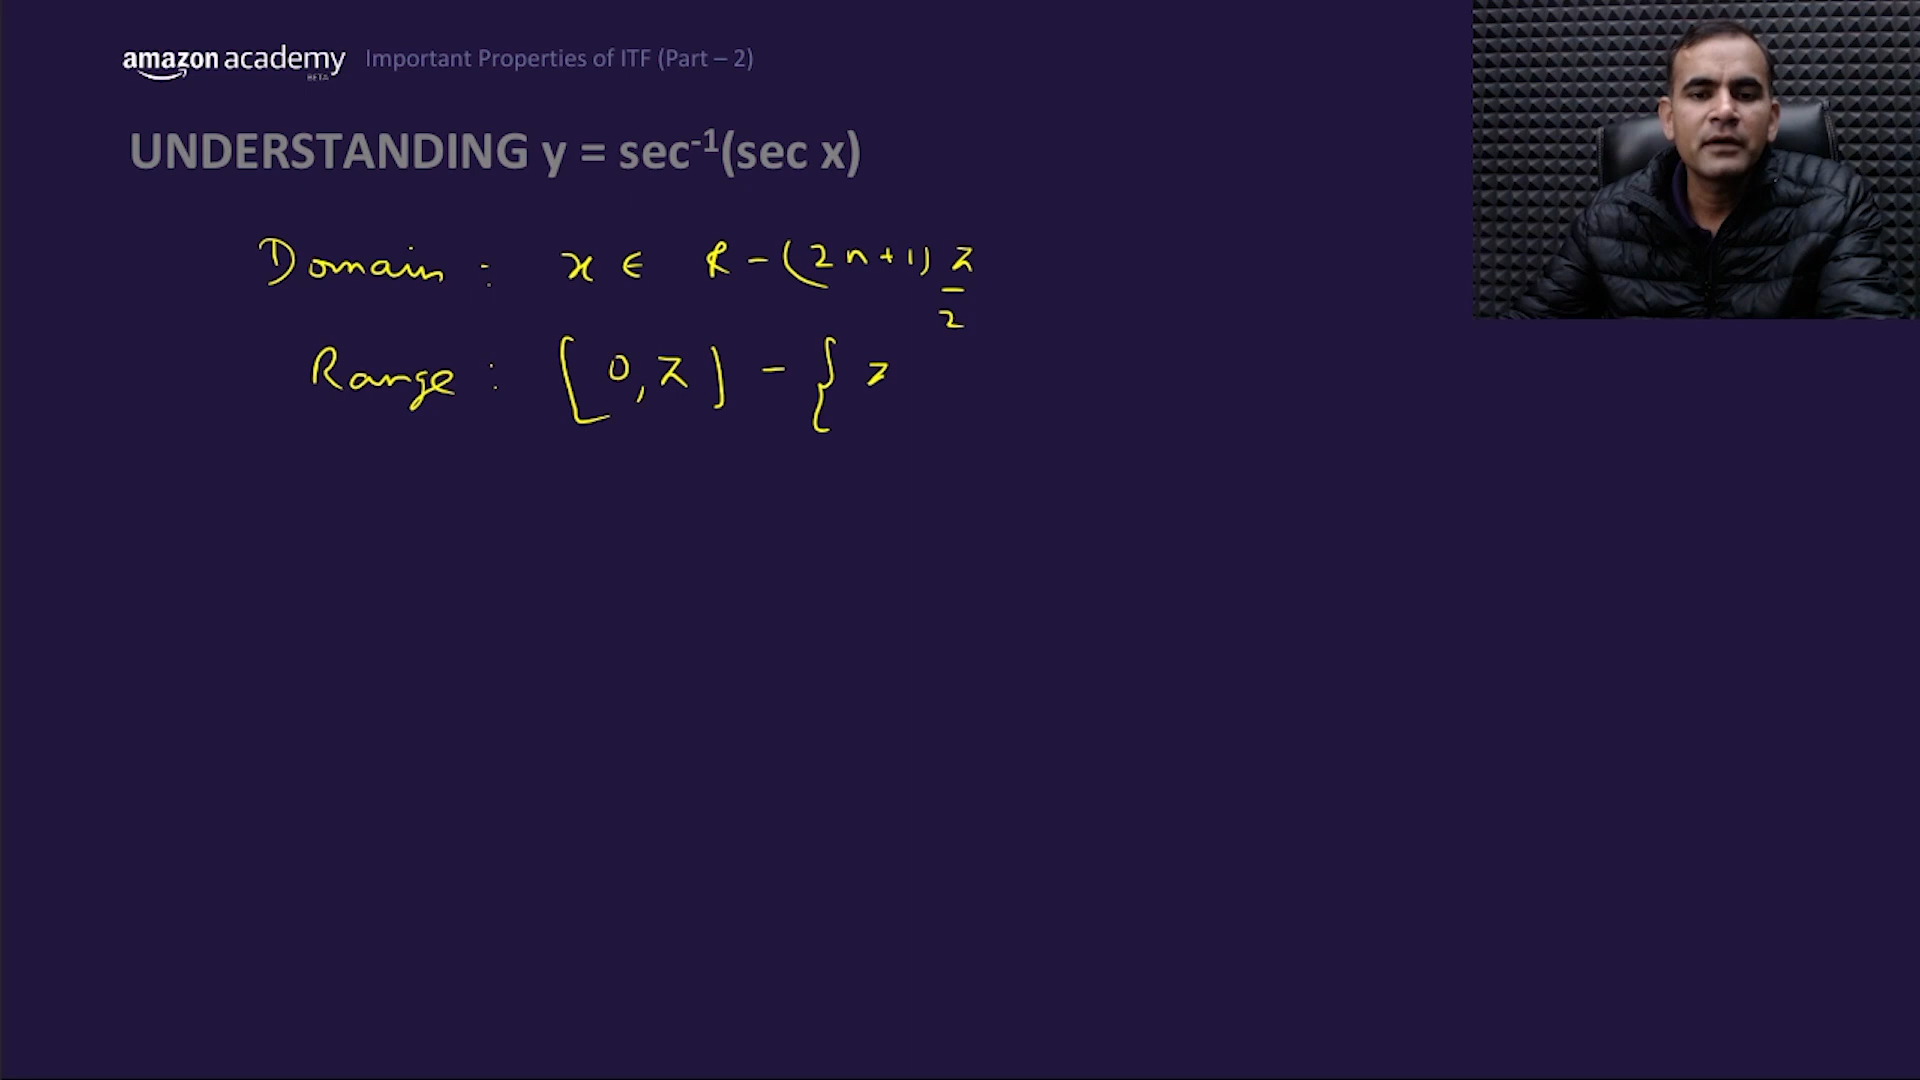 amazon academy Important Properties of ITF (Part – 2)
BETA
UNDERSTANDING y = sec⁻¹(sec x)
Domain : x ∈ R - (2n+1) π/2
Range : [0, π] - { π